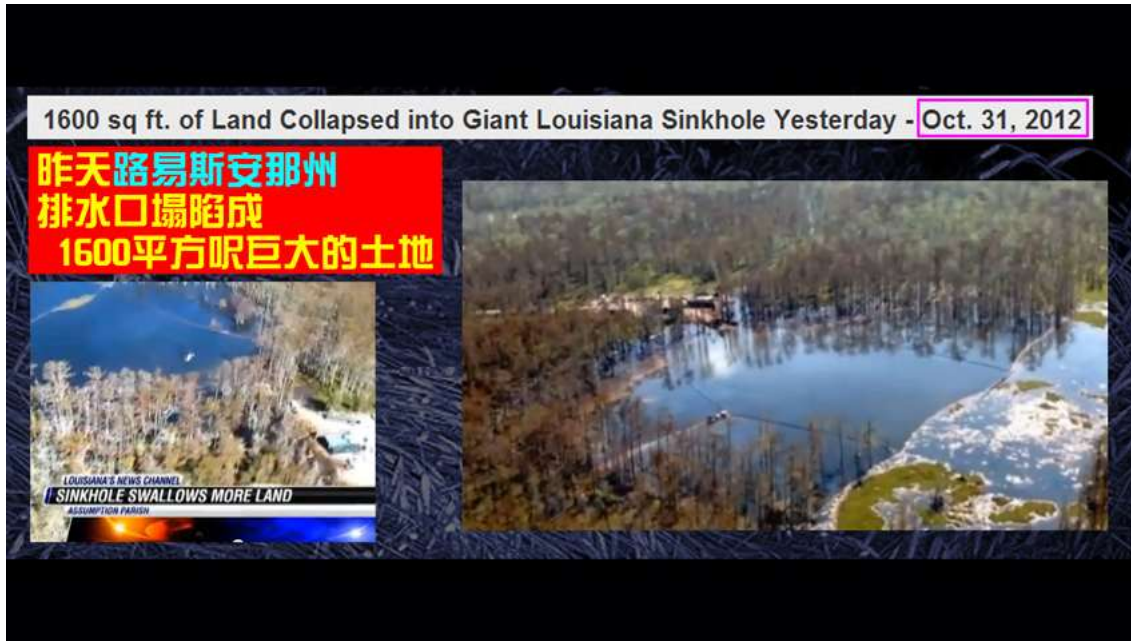 1600 sq ft. of Land Collapsed into Giant Louisiana Sinkhole Yesterday - Oct. 31, 2012
昨天路易斯安那州
排水口塌陷成
1600平方呎巨大的土地
LOUISIANA'S NEWS CHANNEL
SINKHOLE SWALLOWS MORE LAND
ASSUMPTION PARISH